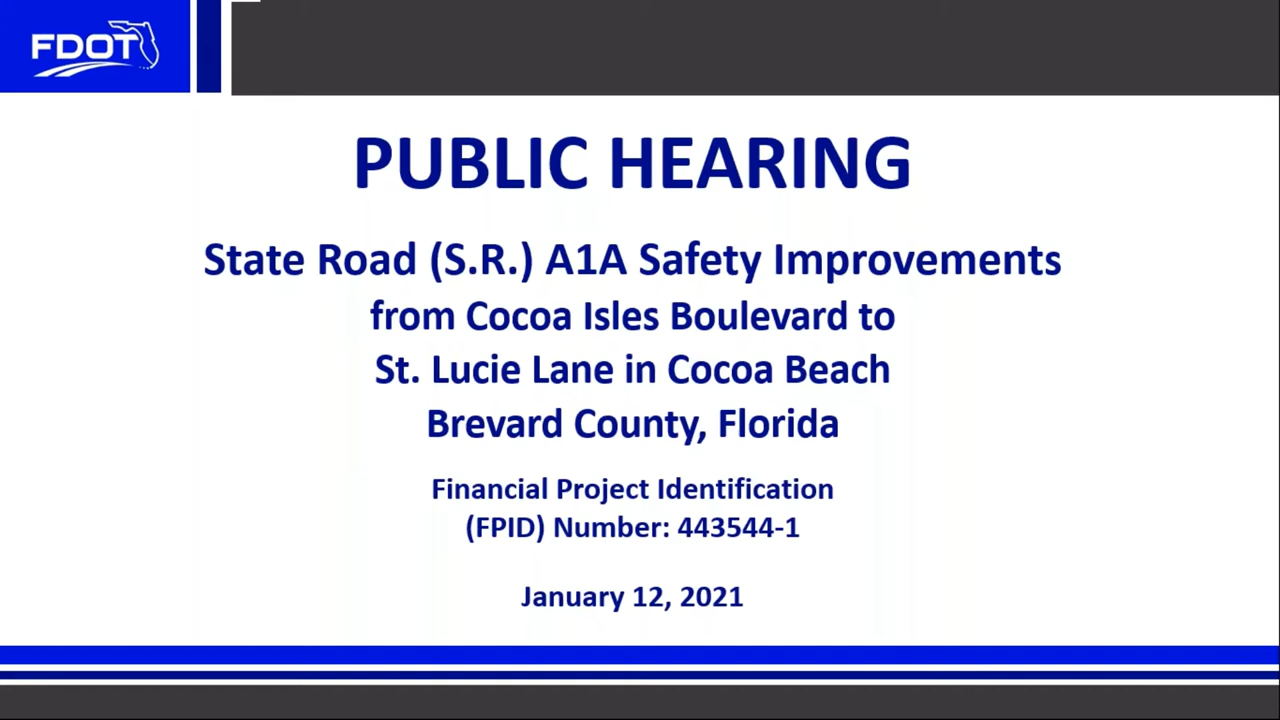 FDOT
PUBLIC HEARING
State Road (S.R.) A1A Safety Improvements
from Cocoa Isles Boulevard to
St. Lucie Lane in Cocoa Beach
Brevard County, Florida
Financial Project Identification
(FPID) Number: 443544-1
January 12, 2021